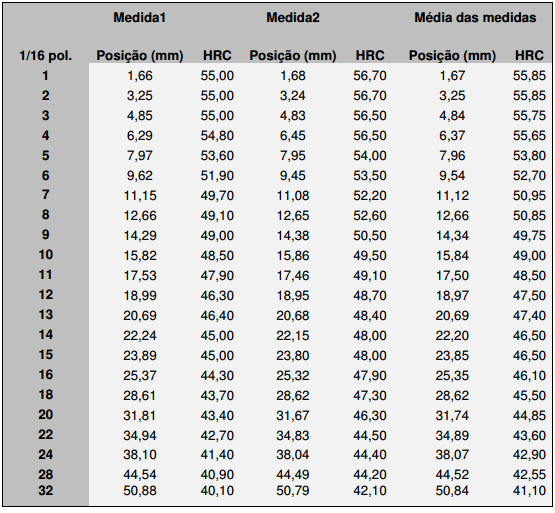 Medida1 Medida2 Média das medidas
1/16 pol. Posição (mm) HRC Posição (mm) HRC Posição (mm) HRC
1 1,66 55,00 1,68 56,70 1,67 55,85
2 3,25 55,00 3,24 56,70 3,25 55,85
3 4,85 55,00 4,83 56,50 4,84 55,75
4 6,29 54,80 6,45 56,50 6,37 55,65
5 7,97 53,60 7,95 54,00 7,96 53,80
6 9,62 51,90 9,45 53,50 9,54 52,70
7 11,15 49,70 11,08 52,20 11,12 50,95
8 12,66 49,10 12,65 52,60 12,66 50,85
9 14,29 49,00 14,38 50,50 14,34 49,75
10 15,82 48,50 15,86 49,50 15,84 49,00
11 17,53 47,90 17,46 49,10 17,50 48,50
12 18,99 46,30 18,95 48,70 18,97 47,50
13 20,69 46,40 20,68 48,40 20,69 47,40
14 22,24 45,00 22,15 48,00 22,20 46,50
15 23,89 45,00 23,80 48,00 23,85 46,50
16 25,37 44,30 25,32 47,90 25,35 46,10
18 28,61 43,70 28,62 47,30 28,62 45,50
20 31,81 43,40 31,67 46,30 31,74 44,85
22 34,94 42,70 34,83 44,50 34,89 43,60
24 38,10 41,40 38,04 44,40 38,07 42,90
28 44,54 40,90 44,49 44,20 44,52 42,55
32 50,88 40,10 50,79 42,10 50,84 41,10